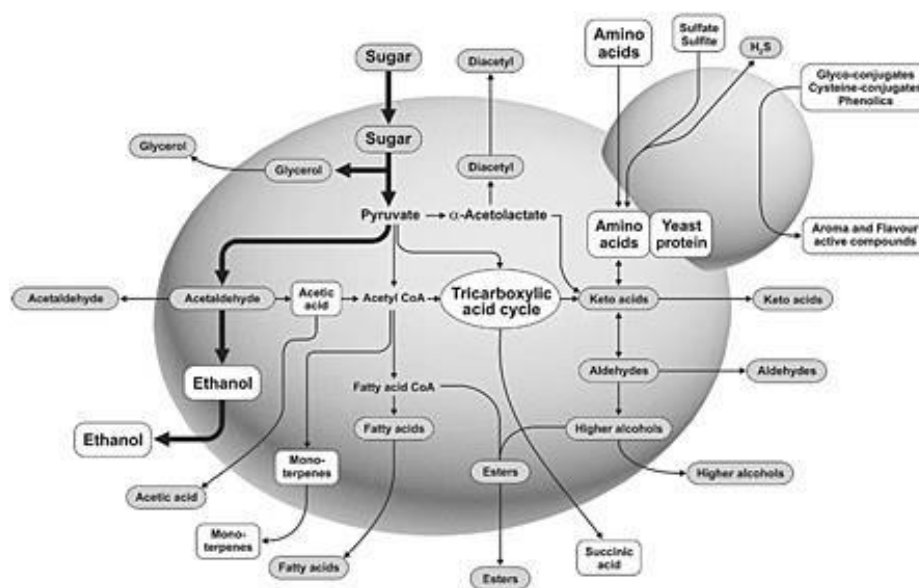 Sugar
Diacetyl
Amino
acids
Sulfate
Sulfite
H₂S
Glyco-conjugates
Cysteine-conjugates
Phenolics
Sugar
Glycerol
Glycerol
Diacetyl
Pyruvate
α-Acetolactate
Amino
acids
Yeast
protein
Aroma and Flavour
active compounds
Acetaldehyde
Acetaldehyde
Acetic
acid
Acetyl CoA
Tricarboxylic
acid cycle
Keto acids
Keto acids
Ethanol
Fatty acid CoA
Aldehydes
Aldehydes
Ethanol
Fatty acids
Higher alcohols
Mono-
terpenes
Esters
Higher alcohols
Acetic acid
Mono-
terpenes
Fatty acids
Esters
Succinic
acid